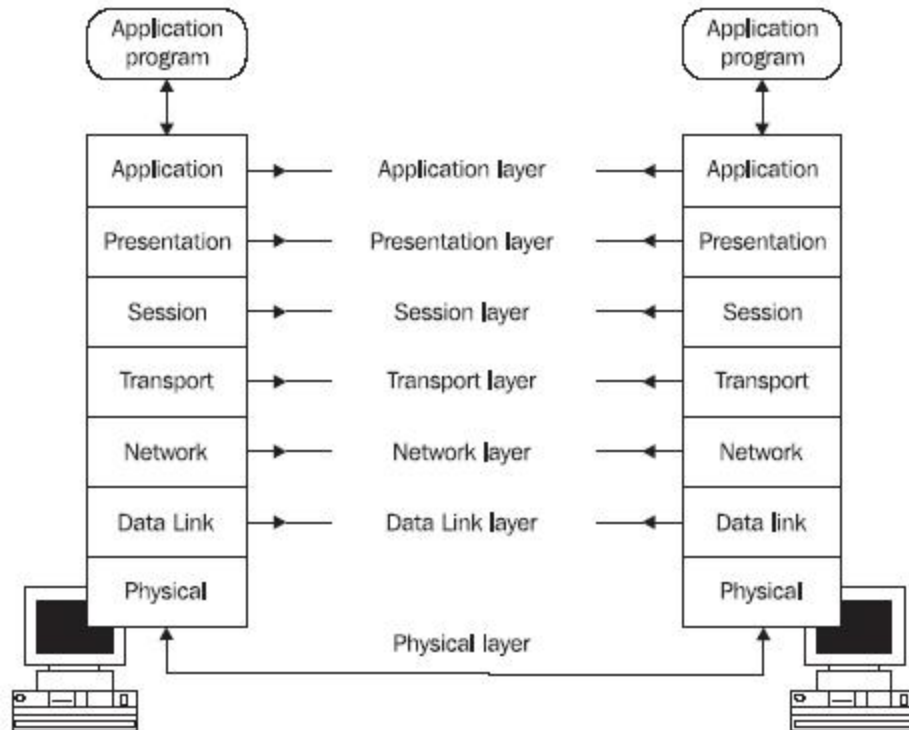 Application
program
Application
program
Application
Application layer
Application
Presentation
Presentation layer
Presentation
Session
Session layer
Session
Transport
Transport layer
Transport
Network
Network layer
Network
Data Link
Data Link layer
Data link
Physical
Physical
Physical layer